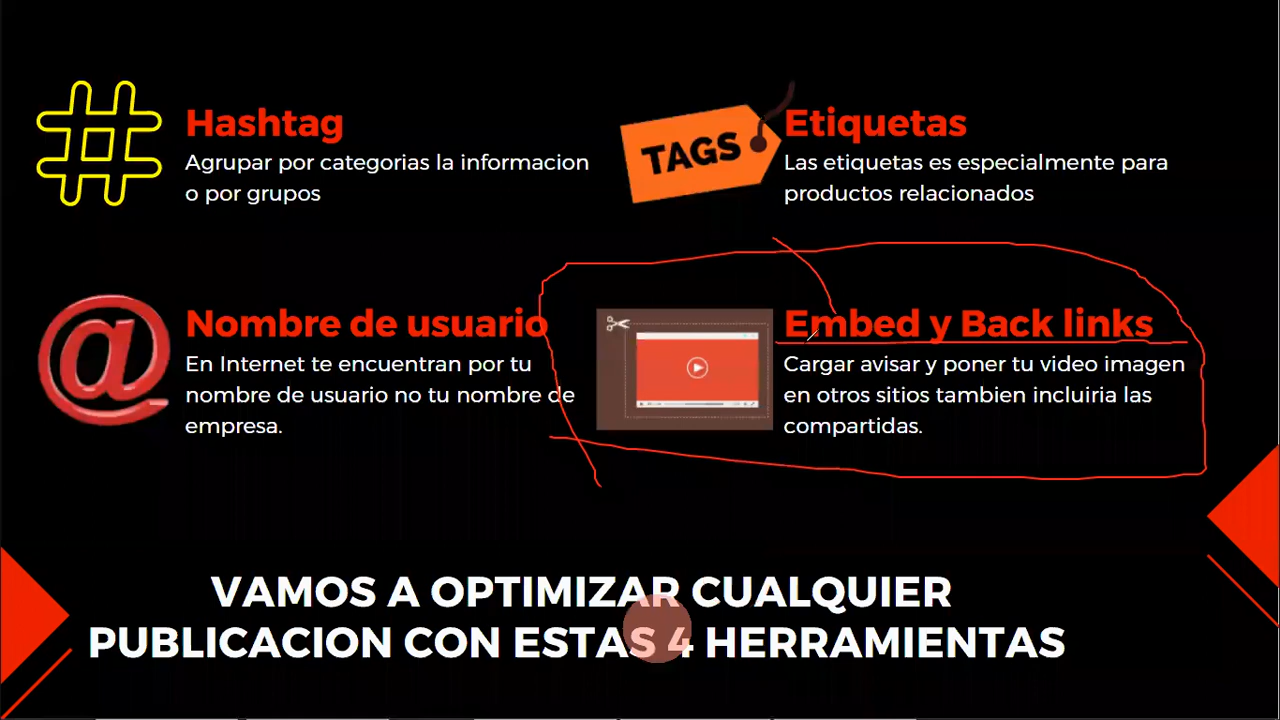 Hashtag
Agrupar por categorias la informacion
o por grupos
TAGS
Etiquetas
Las etiquetas es especialmente para
productos relacionados
Nombre de usuario
En Internet te encuentran por tu
nombre de usuario no tu nombre de
empresa.
Embed y Back links
Cargar avisar y poner tu video imagen
en otros sitios tambien incluiria las
compartidas.
VAMOS A OPTIMIZAR CUALQUIER
PUBLICACION CON ESTAS 4 HERRAMIENTAS